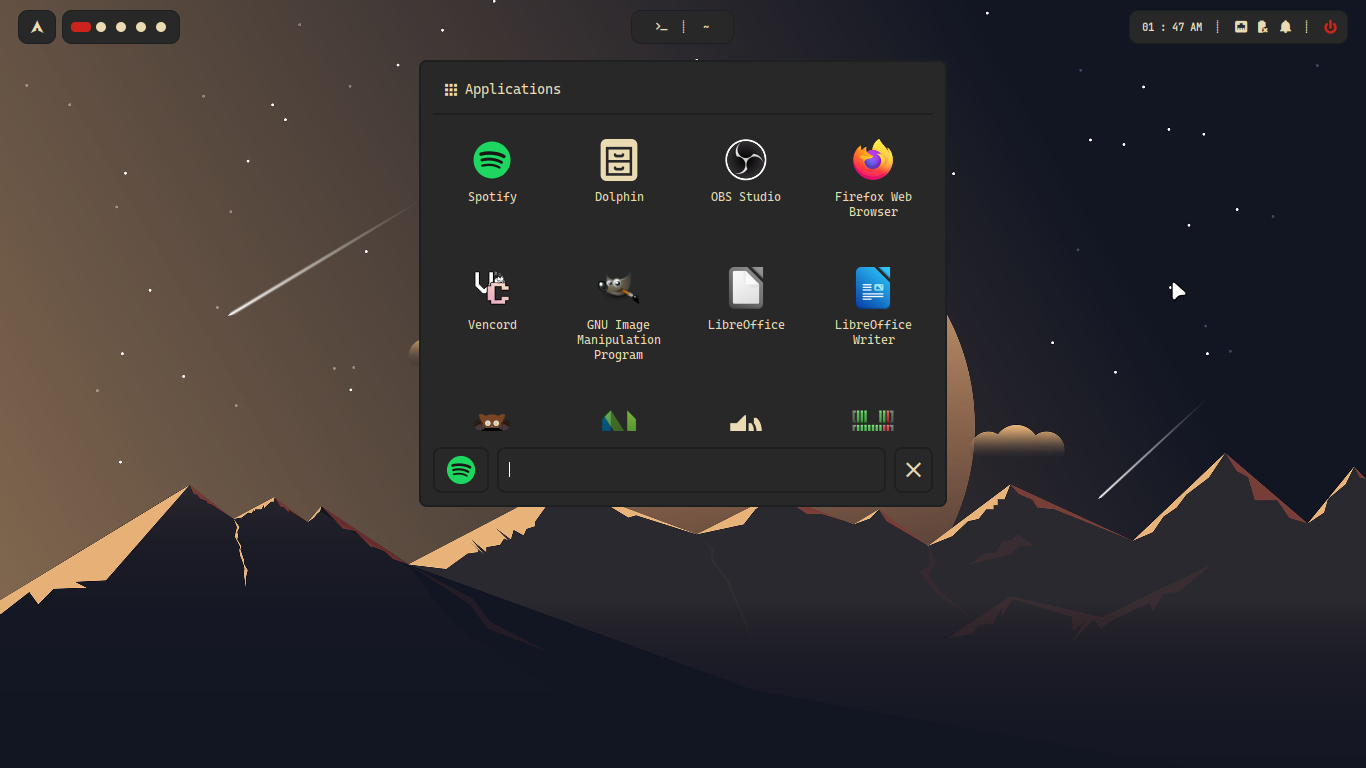 >_ ~
01 : 47 AM
Applications
Spotify
Dolphin
OBS Studio
Firefox Web
Browser
Vencord
GNU Image
Manipulation
Program
LibreOffice
LibreOffice
Writer